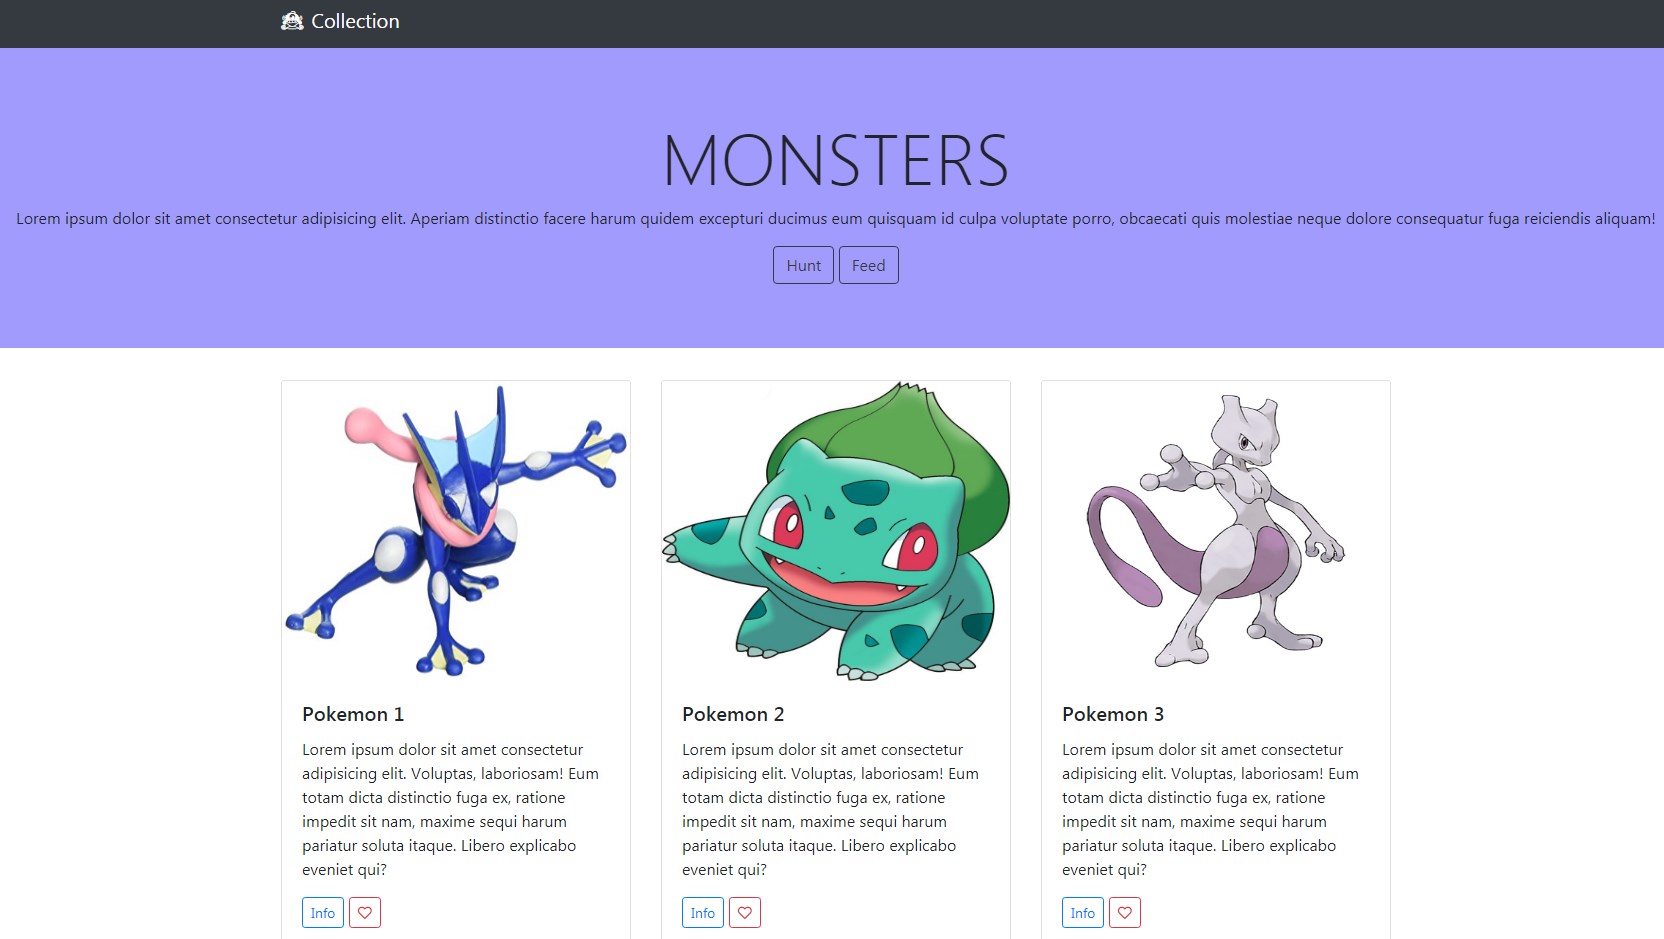 Collection
MONSTERS
Lorem ipsum dolor sit amet consectetur adipisicing elit. Aperiam distinctio facere harum quidem excepturi ducimus eum quisquam id culpa voluptate porro, obcaecati quis molestiae neque dolore consequatur fuga reiciendis aliquam!
Hunt Feed
Pokemon 1
Lorem ipsum dolor sit amet consectetur
adipisicing elit. Voluptas, laboriosam! Eum
totam dicta distinctio fuga ex, ratione
impedit sit nam, maxime sequi harum
pariatur soluta itaque. Libero explicabo
eveniet qui?
Info
Pokemon 2
Lorem ipsum dolor sit amet consectetur
adipisicing elit. Voluptas, laboriosam! Eum
totam dicta distinctio fuga ex, ratione
impedit sit nam, maxime sequi harum
pariatur soluta itaque. Libero explicabo
eveniet qui?
Info
Pokemon 3
Lorem ipsum dolor sit amet consectetur
adipisicing elit. Voluptas, laboriosam! Eum
totam dicta distinctio fuga ex, ratione
impedit sit nam, maxime sequi harum
pariatur soluta itaque. Libero explicabo
eveniet qui?
Info